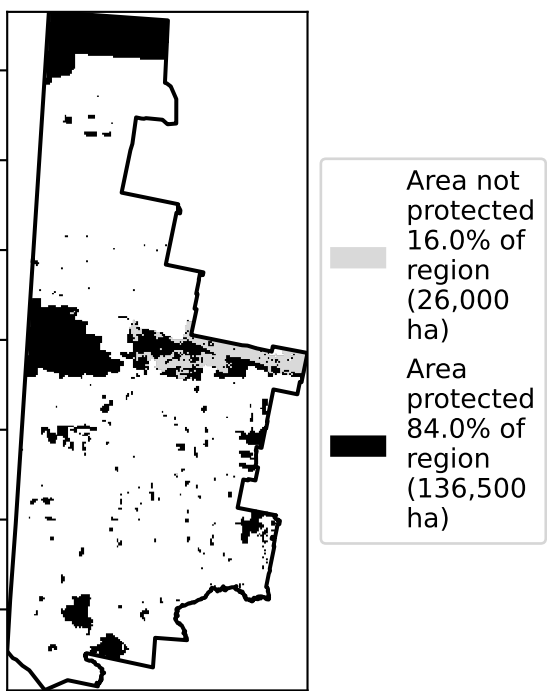 Area not
protected
16.0% of
region
(26,000
ha)
Area
protected
84.0% of
region
(136,500
ha)